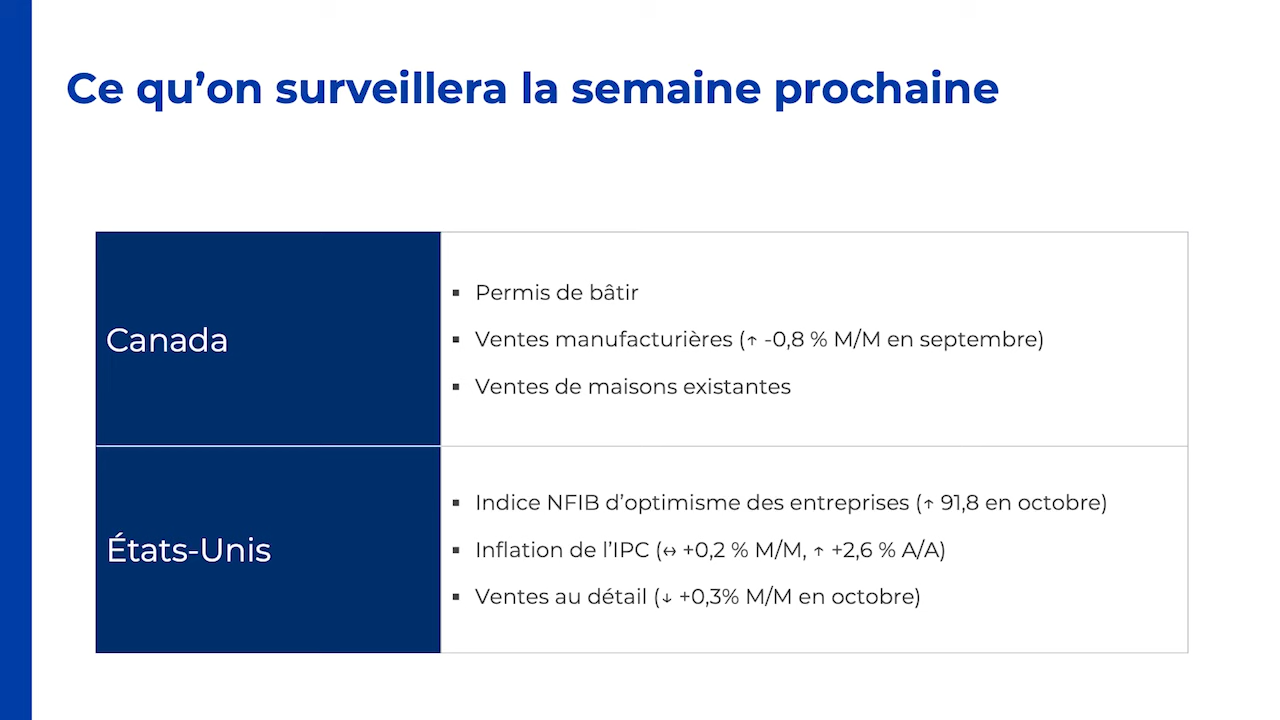 Ce qu’on surveillera la semaine prochaine
Canada
▪ Permis de bâtir
▪ Ventes manufacturières (↑ -0,8 % M/M en septembre)
▪ Ventes de maisons existantes
États-Unis
▪ Indice NFIB d’optimisme des entreprises (↑ 91,8 en octobre)
▪ Inflation de l’IPC (↔ +0,2 % M/M, ↑ +2,6 % A/A)
▪ Ventes au détail (↓ +0,3% M/M en octobre)